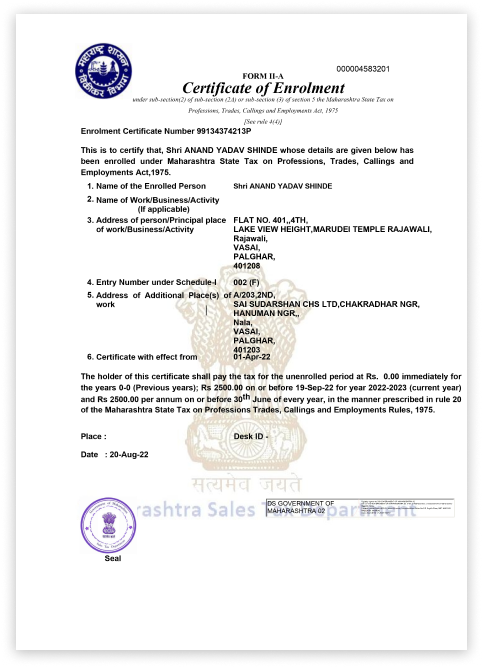 महाराष्ट्र शासन
विक्रीकर विभाग
000004583201
FORM II-A
Certificate of Enrolment
under sub-section(2) of sub-section (2A) or sub-section (3) of section 5 the Maharashtra State Tax on
Professions, Trades, Callings and Employments Act, 1975
[See rule 4(4)]
Enrolment Certificate Number 99134374213P
This is to certify that, Shri ANAND YADAV SHINDE whose details are given below has
been enrolled under Maharashtra State Tax on Professions, Trades, Callings and
Employments Act,1975.
1. Name of the Enrolled Person Shri ANAND YADAV SHINDE
2. Name of Work/Business/Activity
(If applicable)
3. Address of person/Principal place FLAT NO. 401,,4TH,
of work/Business/Activity LAKE VIEW HEIGHT,MARUDEI TEMPLE RAJAWALI,
Rajawali,
VASAI,
PALGHAR,
401208
4. Entry Number under Schedule-I 002 (F)
5. Address of Additional Place(s) of A/203,2ND,
work SAI SUDARSHAN CHS LTD,CHAKRADHAR NGR,
HANUMAN NGR,,
Nala,
VASAI,
PALGHAR,
401203
6. Certificate with effect from 01-Apr-22
The holder of this certificate shall pay the tax for the unenrolled period at Rs. 0.00 immediately for
the years 0-0 (Previous years); Rs 2500.00 on or before 19-Sep-22 for year 2022-2023 (current year)
and Rs 2500.00 per annum on or before 30th June of every year, in the manner prescribed in rule 20
of the Maharashtra State Tax on Professions Trades, Callings and Employments Rules, 1975.
Place : Desk ID -
Date : 20-Aug-22
सत्यमेव जयते
rashtra Sales Tax Department
DS GOVERNMENT OF
MAHARASHTRA 02
Seal